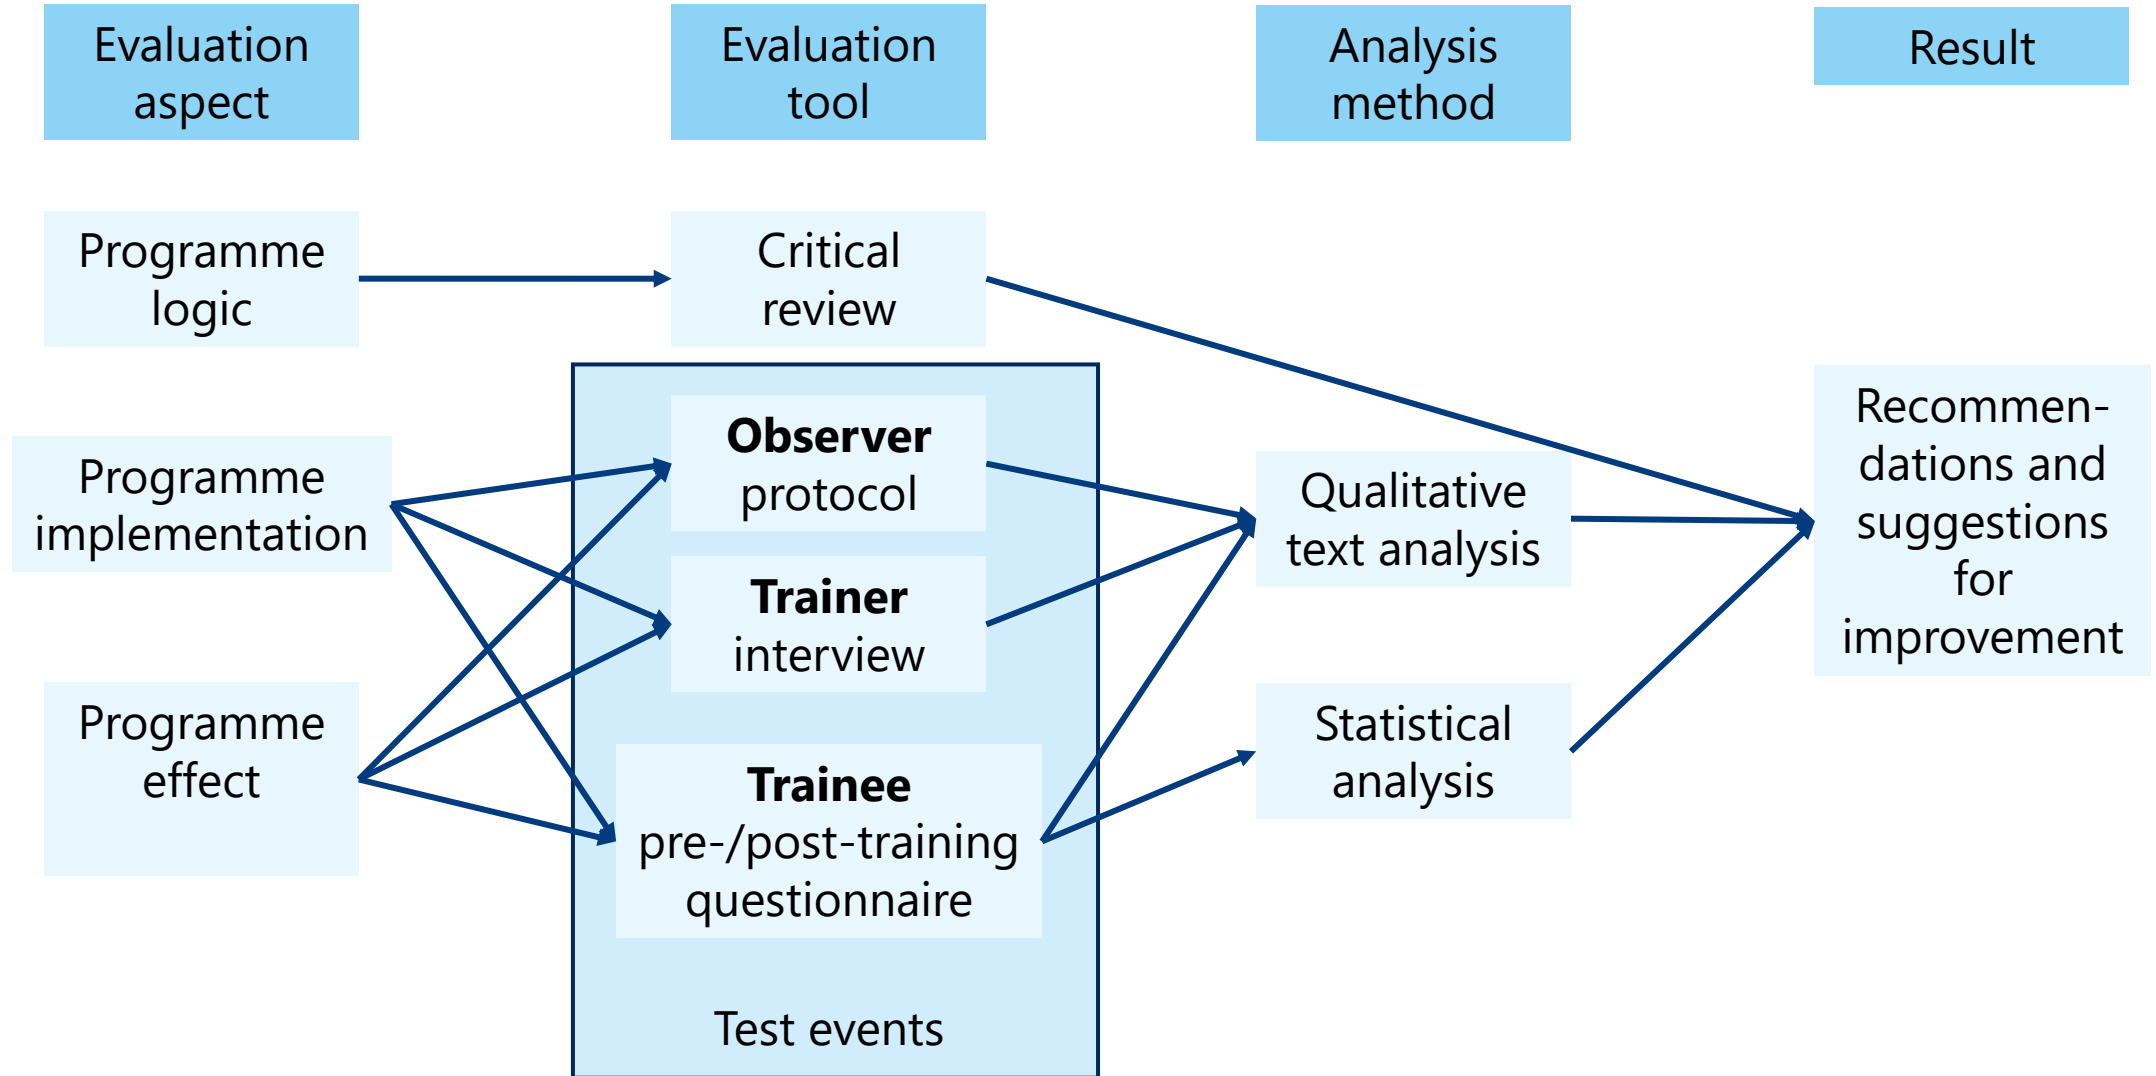 Evaluation
aspect
Evaluation
tool
Analysis
method
Result
Programme
logic
Critical
review
Programme
implementation
Observer
protocol
Trainer
interview
Qualitative
text analysis
Recommen-
dations and
suggestions
for
improvement
Programme
effect
Trainee
pre-/post-training
questionnaire
Statistical
analysis
Test events